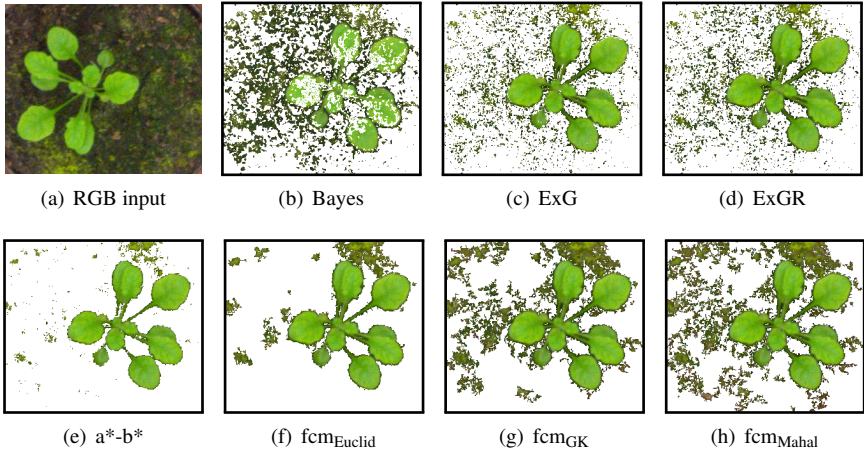 (a) RGB input
(b) Bayes
(c) ExG
(d) ExGR
(e) a*-b*
(f) fcmEuclid
(g) fcmGK
(h) fcmMahal